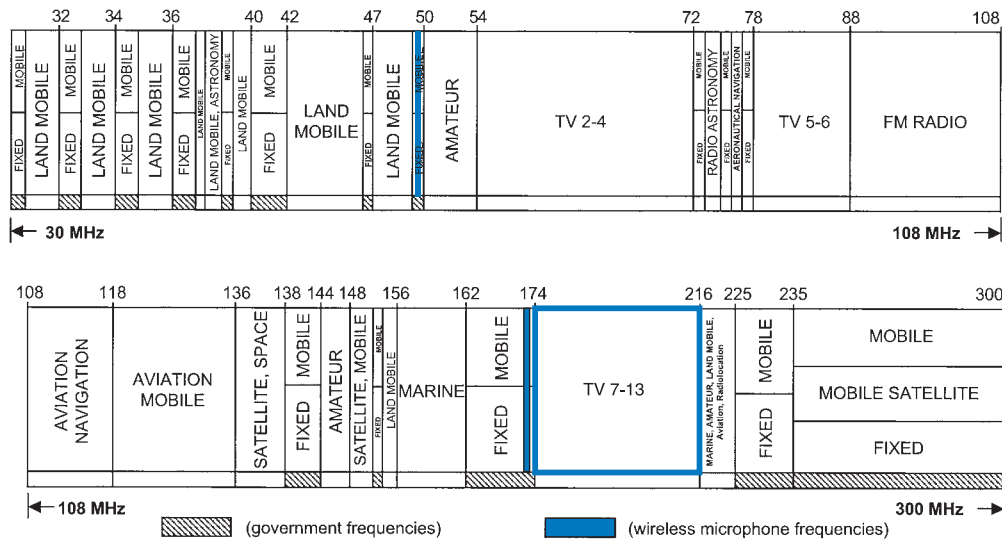 32 34 36 40 42 47 50 54 72 78 88 108
MOBILE
FIXED
LAND MOBILE
MOBILE
FIXED
LAND MOBILE
MOBILE
FIXED
LAND MOBILE
MOBILE
FIXED
LAND MOBILE
LAND MOBILE, ASTRONOMY
MOBILE
FIXED
LAND MOBILE
MOBILE
FIXED
LAND
MOBILE
MOBILE
FIXED
LAND MOBILE
MOBILE
FIXED
AMATEUR
TV 2-4
MOBILE
FIXED
RADIO ASTRONOMY
MOBILE
FIXED
AERONAUTICAL NAVIGATION
MOBILE
FIXED
TV 5-6
FM RADIO
30 MHz
108 MHz
108 118 136 138 144 148 156 162 174 216 225 235 300
AVIATION
NAVIGATION
AVIATION
MOBILE
SATELLITE, SPACE
MOBILE
FIXED
AMATEUR
SATELLITE, MOBILE
MOBILE
FIXED
LAND MOBILE
MARINE
MOBILE
FIXED
TV 7-13
MARINE, AMATEUR, LAND MOBILE,
Aviation, Radiolocation
MOBILE
FIXED
MOBILE
MOBILE SATELLITE
FIXED
108 MHz
300 MHz
(government frequencies)
(wireless microphone frequencies)